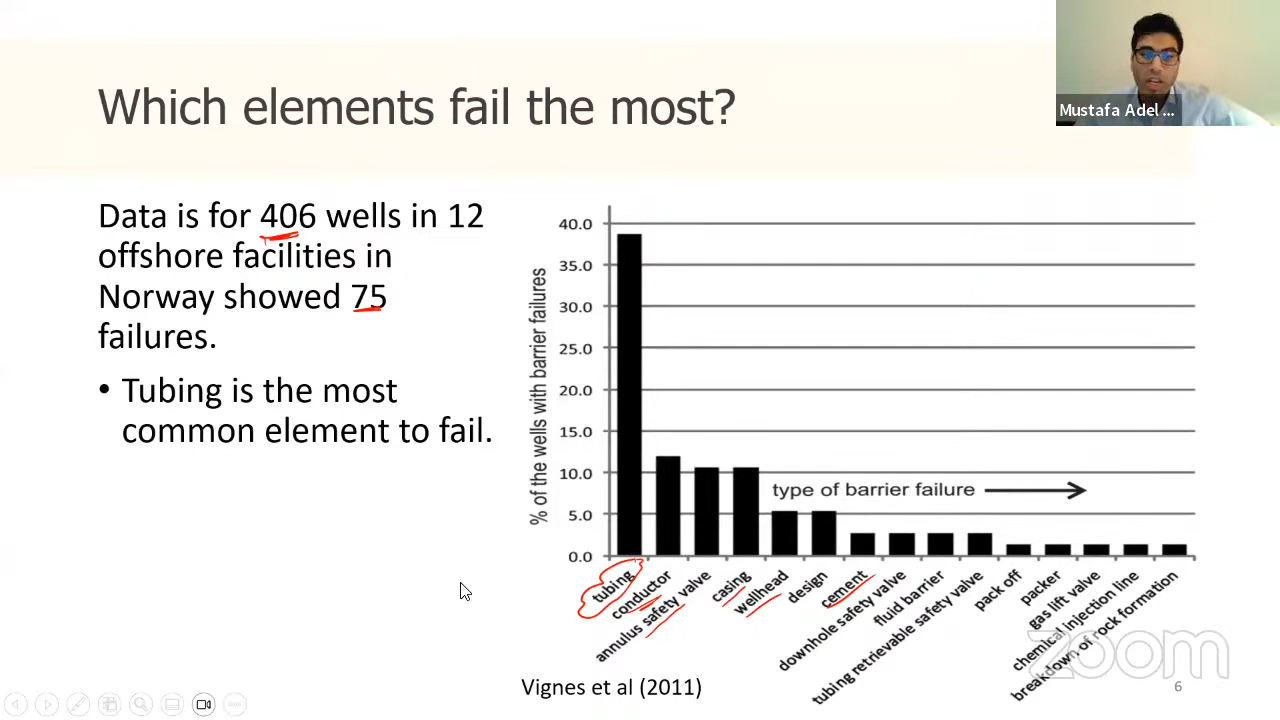 Mustafa Adel ...
Which elements fail the most?
Data is for 406 wells in 12
offshore facilities in
Norway showed 75
failures.
• Tubing is the most
common element to fail.
% of the wells with barrier failures
40.0
35.0
30.0
25.0
20.0
15.0
10.0
5.0
0.0
type of barrier failure
tubing
conductor
annulus safety valve
casing
wellhead
design
cement
downhole safety valve
fluid barrier
tubing retrievable safety valve
pack off
packer
gas lift valve
chemical injection line
breakdown of rock formation
Vignes et al (2011)
zoom
6